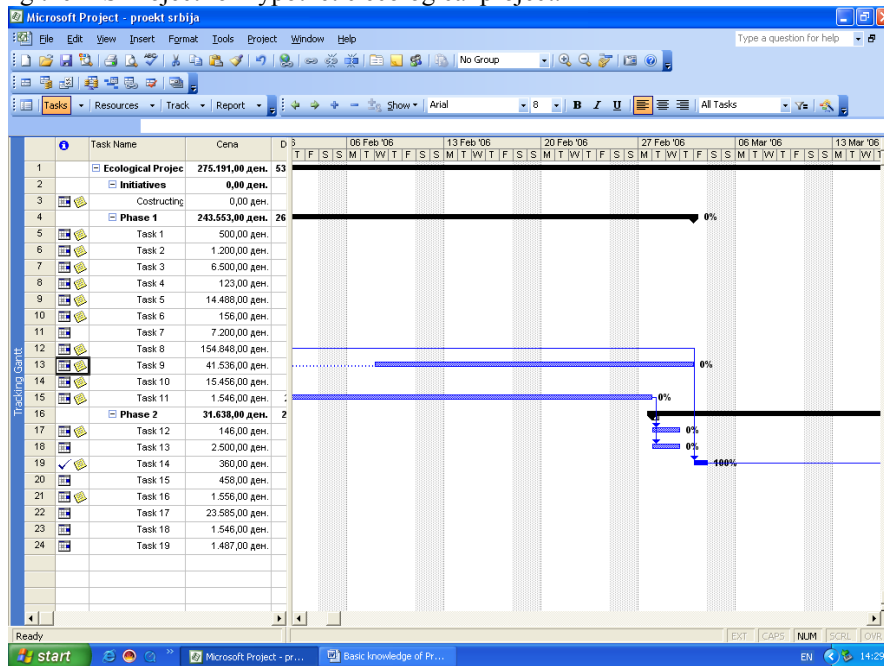 Microsoft Project - proekt srbija
File Edit View Insert Format Tools Project Window Help Type a question for help
No Group
Tasks Resources Track Report Show Arial 8 B I U All Tasks
Task Name Cena D 06 Feb '06 13 Feb '06 20 Feb '06 27 Feb '06 06 Mar '06 13 Mar '06
T F S S M T W T F S S M T W T F S S M T W T F S S M T W T F S S M T W T F S S M T W T
1 Ecological Projec 275.191,00 ден. 53
2 Initiatives 0,00 ден.
3 Costructing 0,00 ден.
4 Phase 1 243.553,00 ден. 26 0%
5 Task 1 500,00 ден.
6 Task 2 1.200,00 ден.
7 Task 3 6.500,00 ден.
8 Task 4 123,00 ден.
9 Task 5 14.488,00 ден.
10 Task 6 156,00 ден.
11 Task 7 7.200,00 ден.
12 Task 8 154.848,00 ден.
13 Task 9 41.536,00 ден. 0%
14 Task 10 15.456,00 ден.
15 Task 11 1.546,00 ден. 0%
16 Phase 2 31.638,00 ден. 2
17 Task 12 146,00 ден. 0%
18 Task 13 2.500,00 ден. 0%
19 Task 14 360,00 ден. 100%
20 Task 15 458,00 ден.
21 Task 16 1.556,00 ден.
22 Task 17 23.585,00 ден.
23 Task 18 1.546,00 ден.
24 Task 19 1.487,00 ден.
Tracking Gantt
Ready EXT CAPS NUM SCRL OVR
start Microsoft Project - pr... Basic knowledge of Pr... EN 14:29